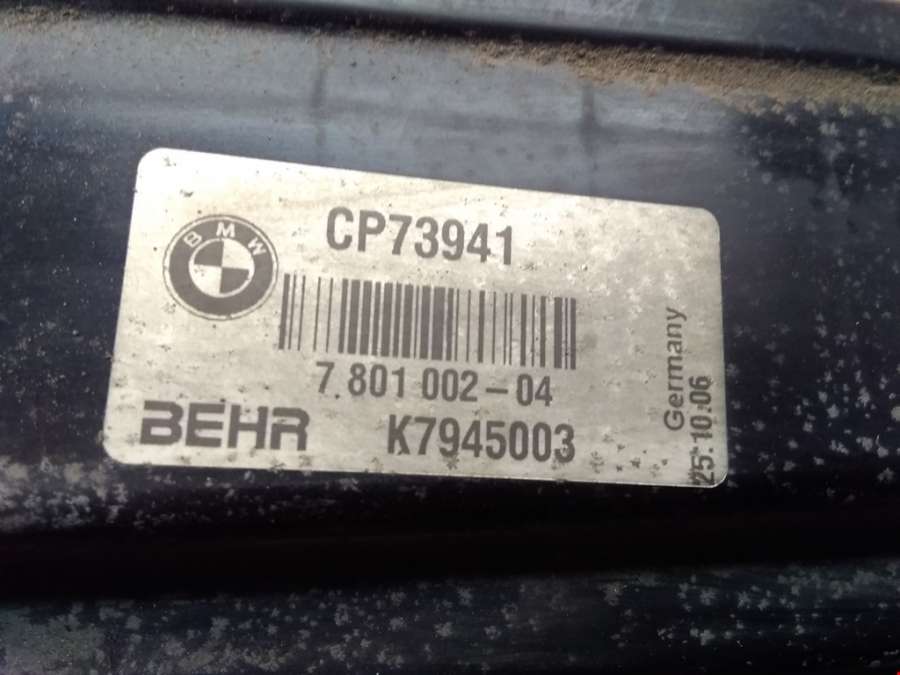 BMW
CP73941
7 801 002-04
BEHR
K7945003
Germany
25.10.06